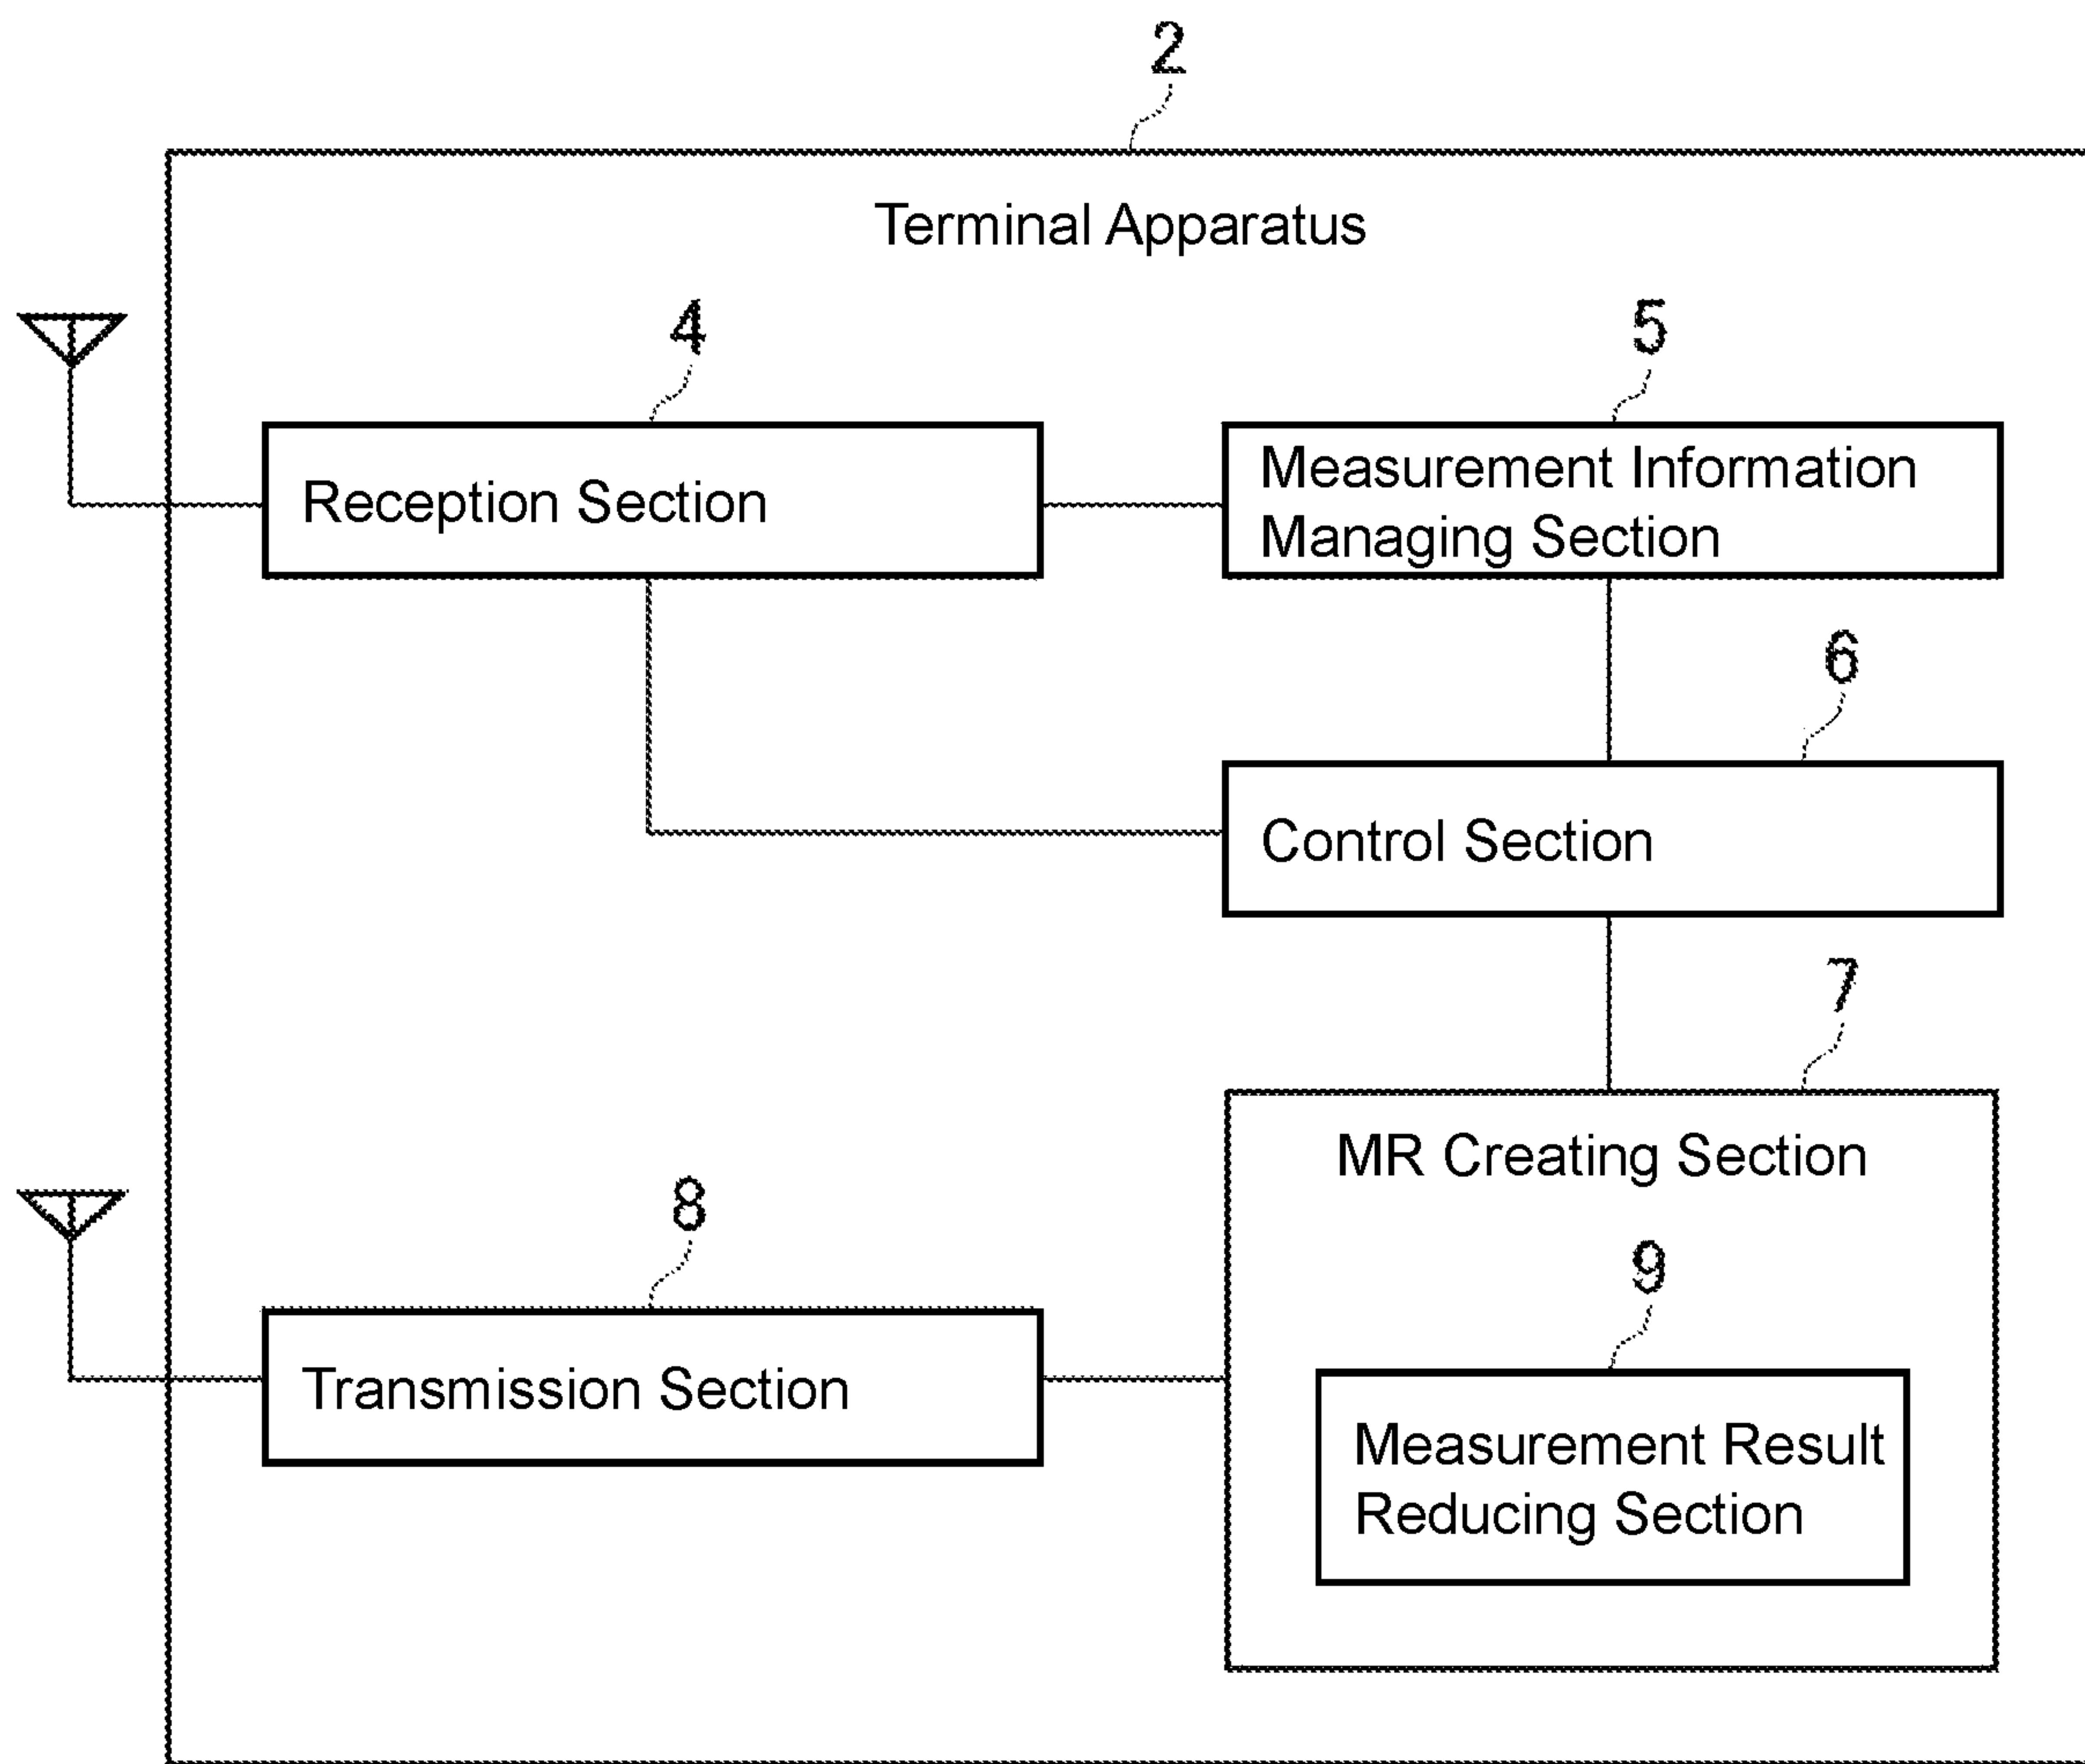 2
Terminal Apparatus
4
5
Reception Section
Measurement Information
Managing Section
6
Control Section
7
MR Creating Section
8
9
Transmission Section
Measurement Result
Reducing Section